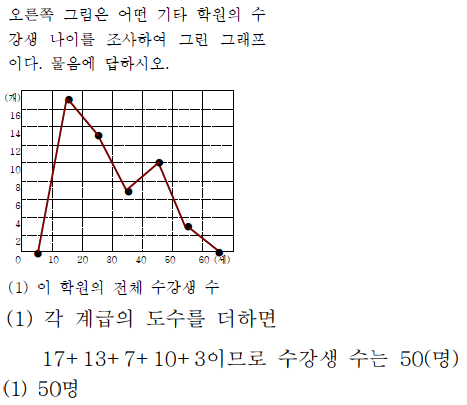 오른쪽 그림은 어떤 기타 학원의 수
강생 나이를 조사하여 그린 그래프
이다. 물음에 답하시오.
(개)
16
14
12
10
8
6
4
2
0 10 20 30 40 50 60 60 (세)
(1) 이 학원의 전체 수강생 수
(1) 각 계급의 도수를 더하면
17+13+7+10+3이므로 수강생 수는 50(명)
(1) 50명